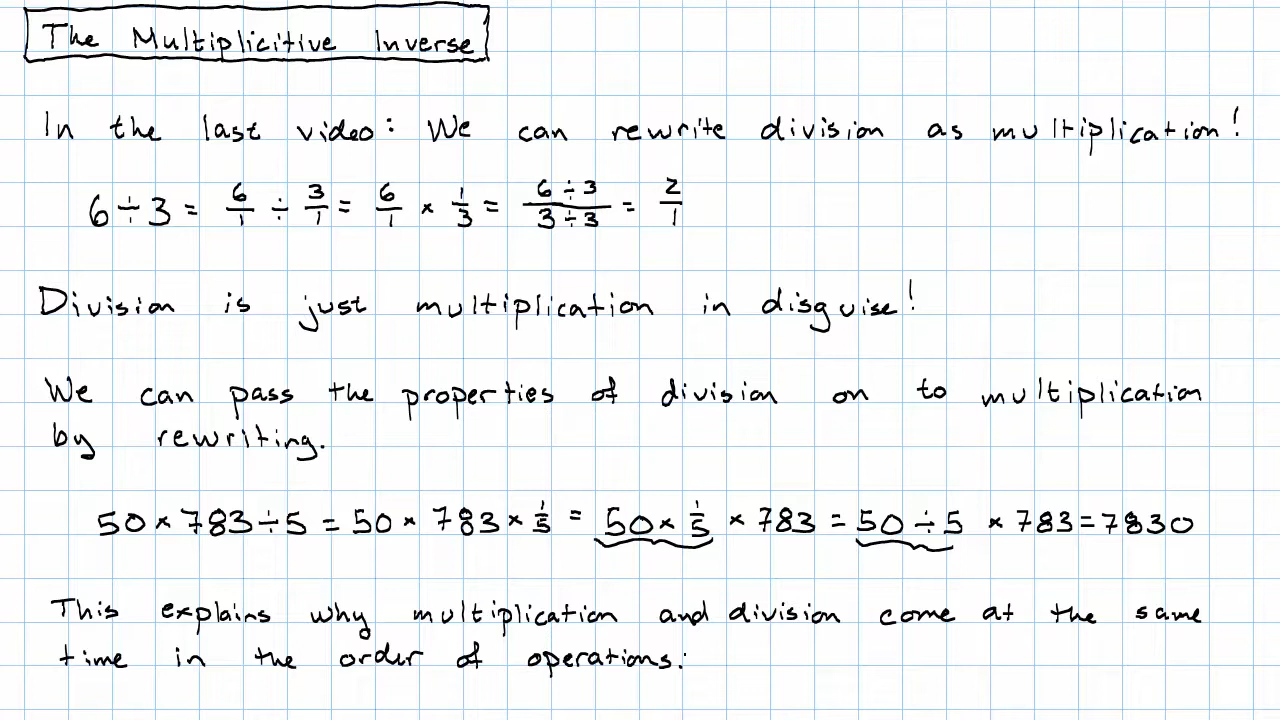 The Multiplicitive Inverse
In the last video: We can rewrite division as multiplication!
6 ÷ 3 = 6/1 ÷ 3/1 = 6/1 × 1/3 = (6 ÷ 3)/(3 ÷ 3) = 2/1
Division is just multiplication in disguise!
We can pass the properties of division on to multiplication
by rewriting.
50 × 783 ÷ 5 = 50 × 783 × 1/5 = 50 × 1/5 × 783 = 50 ÷ 5 × 783 = 7830
This explains why multiplication and division come at the same
time in the order of operations.